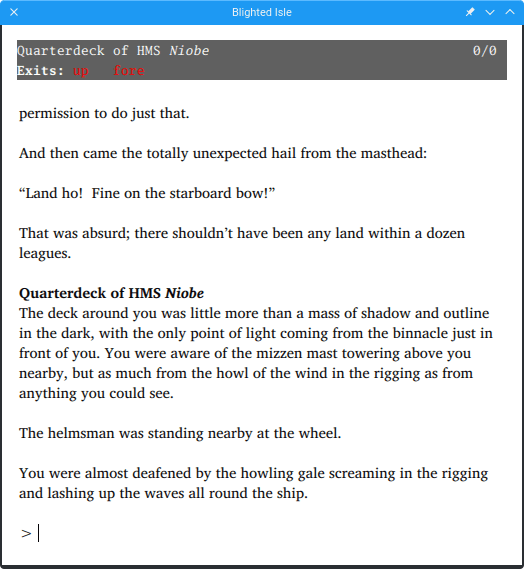 Blighted Isle
Quarterdeck of HMS Niobe 0/0
Exits: up fore
permission to do just that.
And then came the totally unexpected hail from the masthead:
“Land ho!  Fine on the starboard bow!”
That was absurd; there shouldn’t have been any land within a dozen
leagues.
Quarterdeck of HMS Niobe
The deck around you was little more than a mass of shadow and outline
in the dark, with the only point of light coming from the binnacle just in
front of you. You were aware of the mizzen mast towering above you
nearby, but as much from the howl of the wind in the rigging as from
anything you could see.
The helmsman was standing nearby at the wheel.
You were almost deafened by the howling gale screaming in the rigging
and lashing up the waves all round the ship.
>